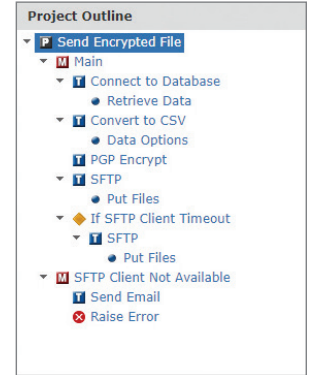 Project Outline
P Send Encrypted File
M Main
T Connect to Database
Retrieve Data
T Convert to CSV
Data Options
T PGP Encrypt
T SFTP
Put Files
If SFTP Client Timeout
T SFTP
Put Files
M SFTP Client Not Available
T Send Email
Raise Error